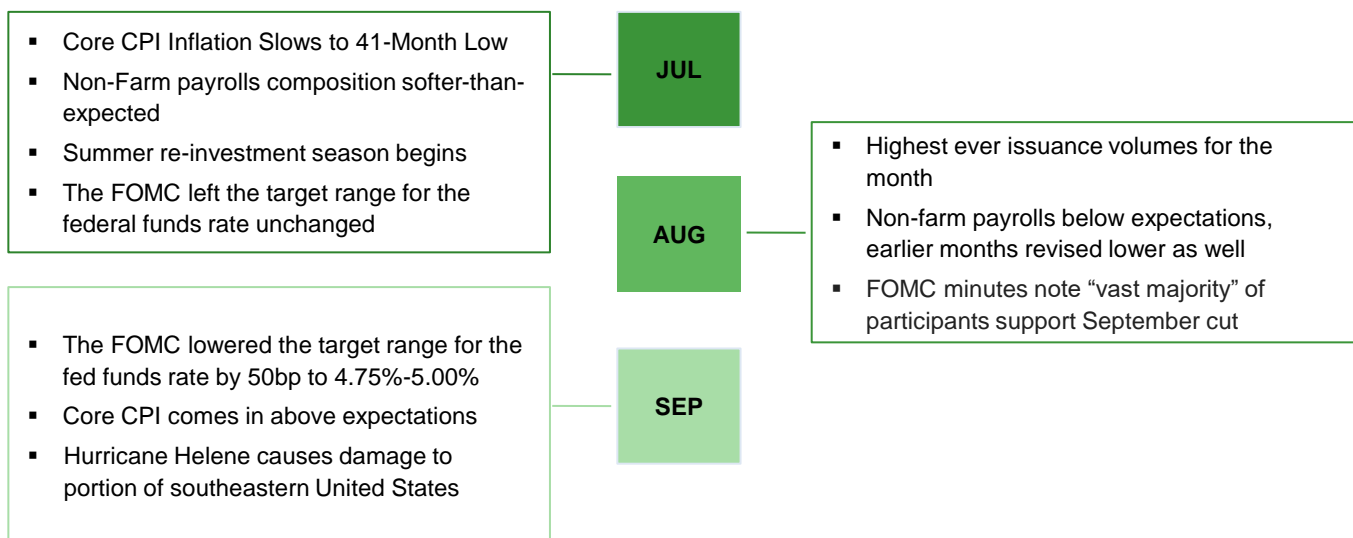 ▪ Core CPI Inflation Slows to 41-Month Low
▪ Non-Farm payrolls composition softer-than-
expected
▪ Summer re-investment season begins
▪ The FOMC left the target range for the
federal funds rate unchanged
JUL
▪ Highest ever issuance volumes for the
month
▪ Non-farm payrolls below expectations,
earlier months revised lower as well
▪ FOMC minutes note “vast majority” of
participants support September cut
AUG
▪ The FOMC lowered the target range for the
fed funds rate by 50bp to 4.75%-5.00%
▪ Core CPI comes in above expectations
▪ Hurricane Helene causes damage to
portion of southeastern United States
SEP